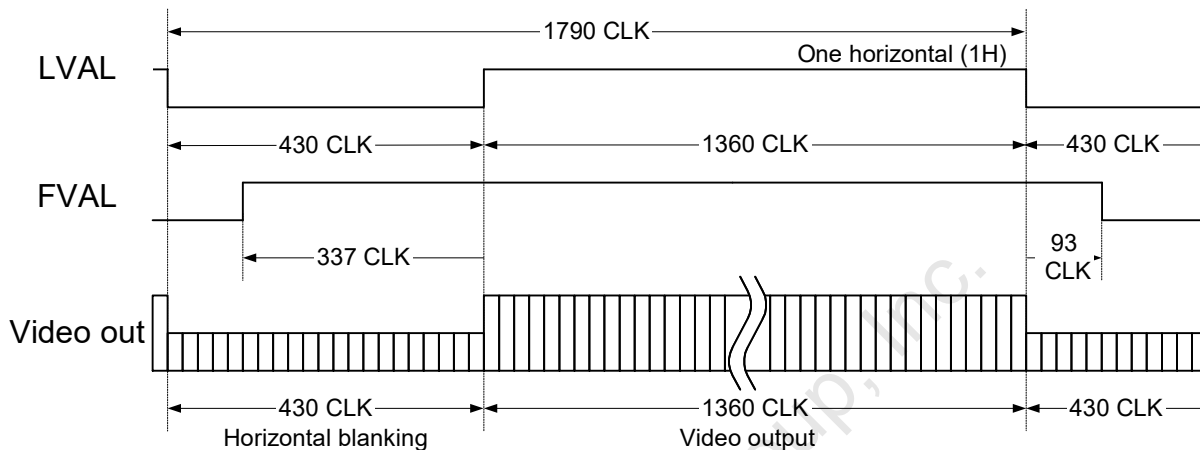 1790 CLK
LVAL
One horizontal (1H)
430 CLK
1360 CLK
430 CLK
FVAL
337 CLK
93
CLK
Video out
430 CLK
1360 CLK
430 CLK
Horizontal blanking
Video output
Inc.